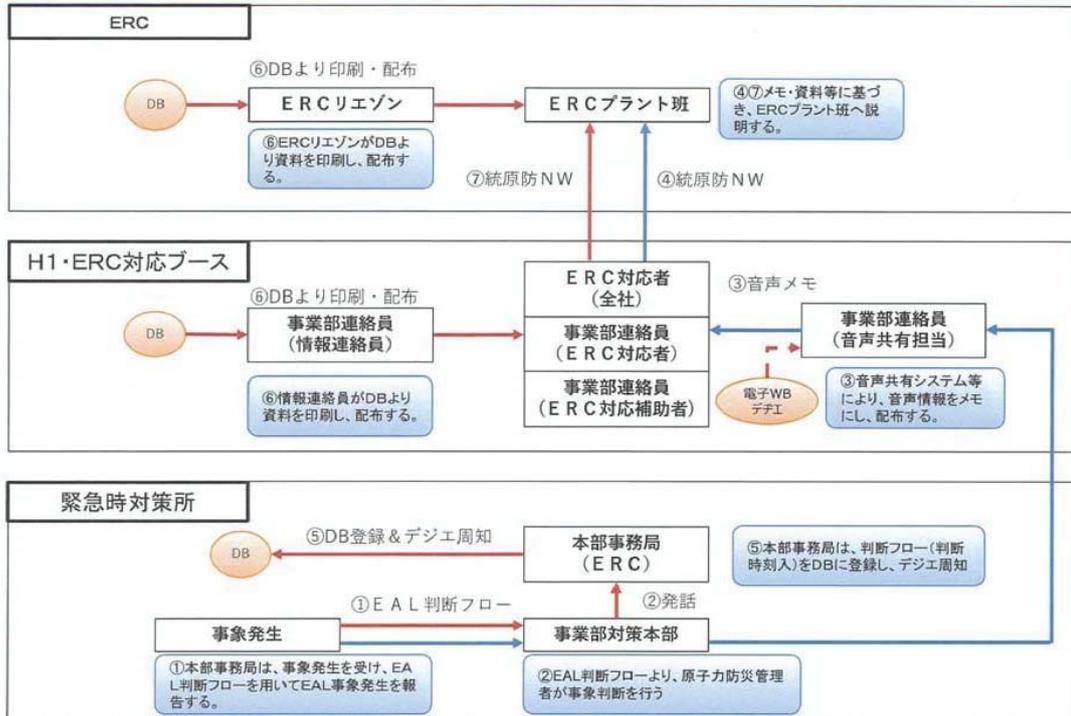 ERC
⑥DBより印刷・配布
DB
ERCリエゾン
ERCプラント班
④⑦メモ・資料等に基づ
き、ERCプラント班へ説
明する。
⑥ERCリエゾンがDBよ
り資料を印刷し、配布す
る。
⑦統原防NW
④統原防NW
H1・ERC対応ブース
⑥DBより印刷・配布
DB
事業部連絡員
(情報連絡員)
ERC対応者
(全社)
事業部連絡員
(ERC対応者)
事業部連絡員
(ERC対応補助者)
③音声メモ
事業部連絡員
(音声共有担当)
⑥情報連絡員がDBより
資料を印刷し、配布する。
電子WB
デヂエ
③音声共有システム等
により、音声情報をメモ
にし、配布する。
緊急時対策所
DB
⑤DB登録&デジエ周知
本部事務局
(ERC)
⑤本部事務局は、判断フロー(判断
時刻入)をDBに登録し、デジエ周知
①EAL判断フロー
②発話
事象発生
事業部対策本部
①本部事務局は、事象発生を受け、EA
L判断フローを用いてEAL事象発生を報
告する。
②EAL判断フローより、原子力防災管理
者が事象判断を行う